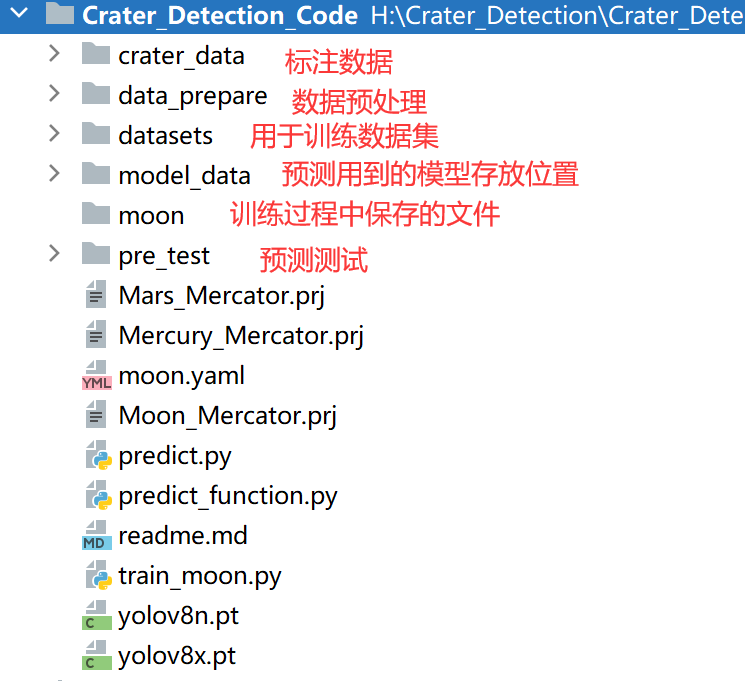 Crater_Detection_Code H:\Crater_Detection\Crater_Dete
crater_data 标注数据
data_prepare 数据预处理
datasets 用于训练数据集
model_data 预测用到的模型存放位置
moon 训练过程中保存的文件
pre_test 预测测试
Mars_Mercator.prj
Mercury_Mercator.prj
YML moon.yaml
Moon_Mercator.prj
predict.py
predict_function.py
MD readme.md
train_moon.py
C yolov8n.pt
C yolov8x.pt